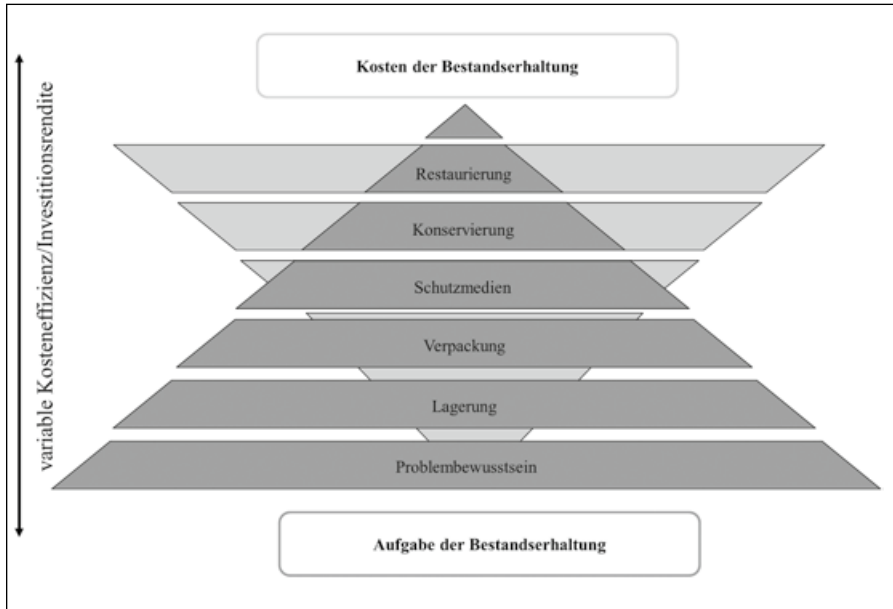 Kosten der Bestandserhaltung
variable Kosteneffizienz/Investitionsrendite
Restaurierung
Konservierung
Schutzmedien
Verpackung
Lagerung
Problembewusstsein
Aufgabe der Bestandserhaltung